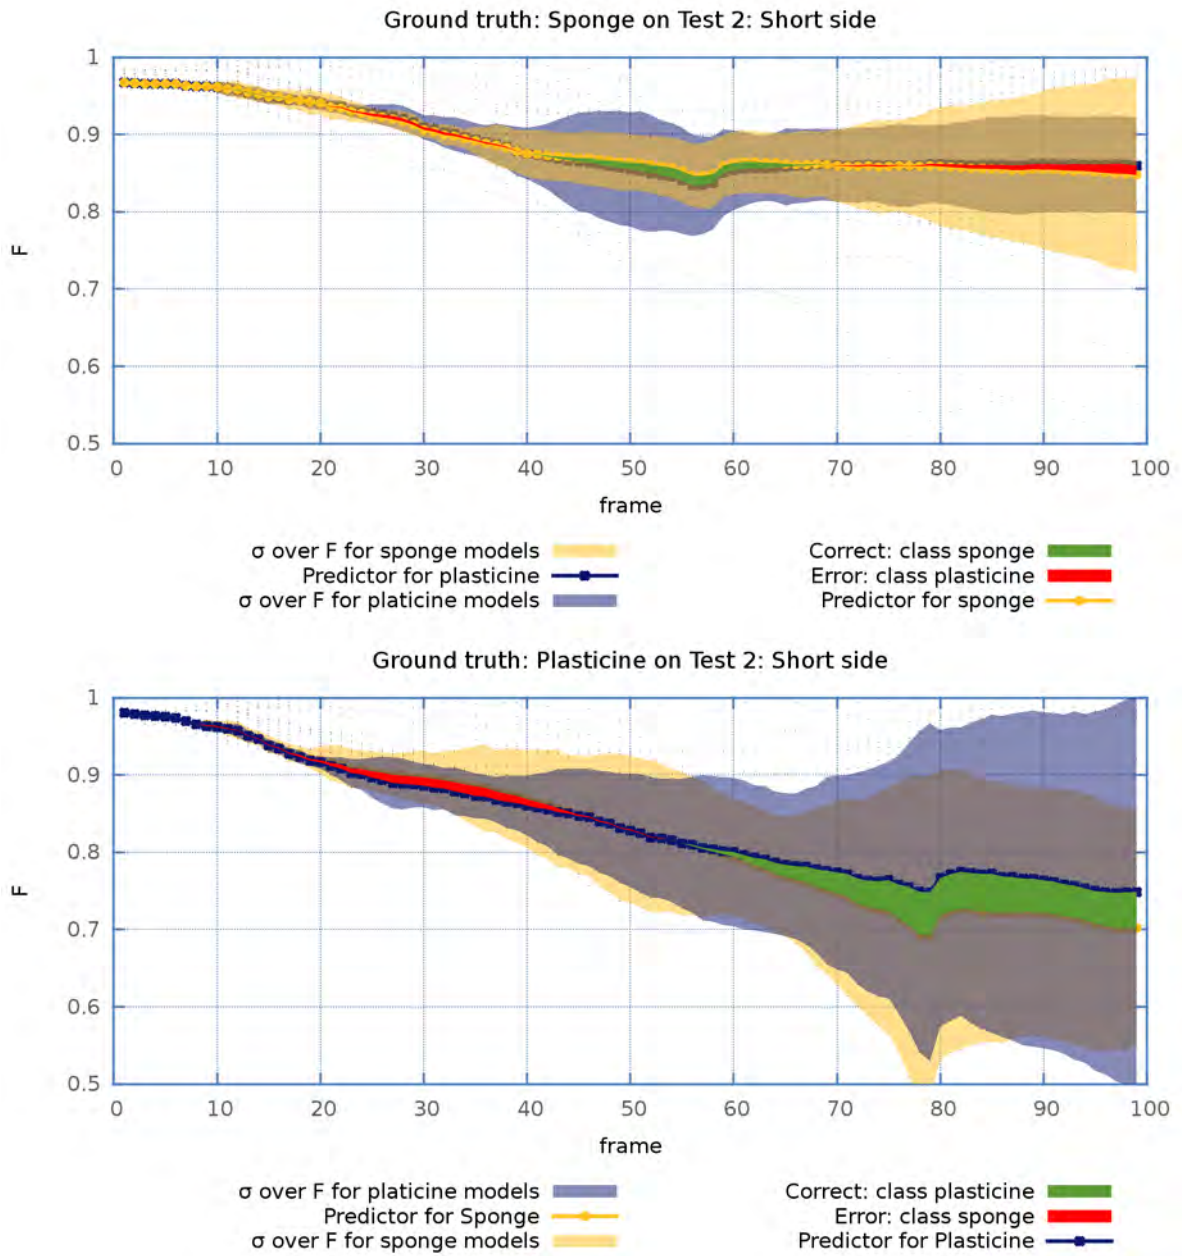 Ground truth: Sponge on Test 2: Short side
1
0.9
0.8
F
0.7
0.6
0.5
0 10 20 30 40 50 60 70 80 90 100
frame
σ over F for sponge models
Predictor for plasticine
σ over F for platicine models
Correct: class sponge
Error: class plasticine
Predictor for sponge
Ground truth: Plasticine on Test 2: Short side
1
0.9
0.8
F
0.7
0.6
0.5
0 10 20 30 40 50 60 70 80 90 100
frame
σ over F for platicine models
Predictor for Sponge
σ over F for sponge models
Correct: class plasticine
Error: class sponge
Predictor for Plasticine